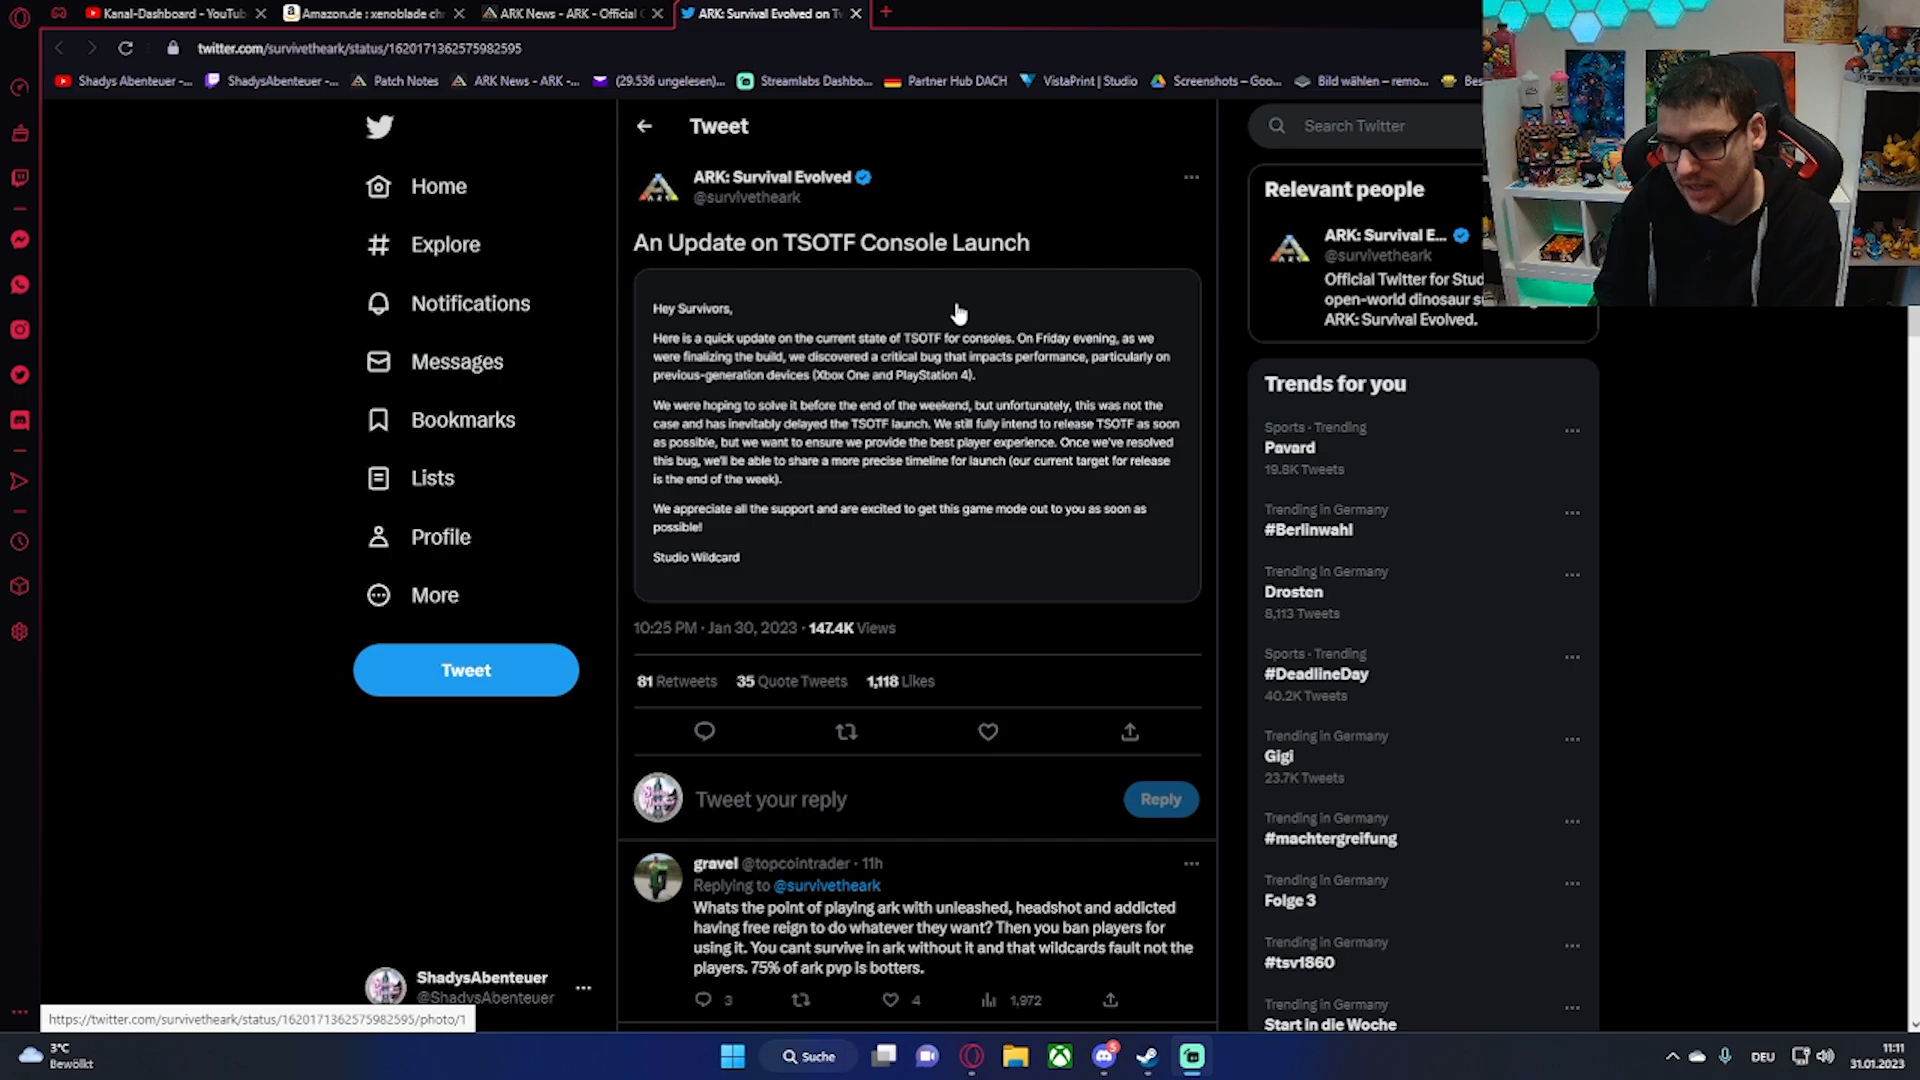 Kanal-Dashboard - YouTub
Amazon.de : xenoblade ch
ARK News - ARK - Official
ARK: Survival Evolved on T
twitter.com/survivetheark/status/1620171362575982595
Shadys Abenteuer -...
ShadysAbenteuer -...
Patch Notes
ARK News - ARK -...
(29.536 ungelesen)...
Streamlabs Dashbo...
Partner Hub DACH
VistaPrint | Studio
Screenshots – Goo...
Bild wählen – remo...
Bes
Home
Explore
Notifications
Messages
Bookmarks
Lists
Profile
More
Tweet
ShadysAbenteuer
@ShadysAbenteuer
Tweet
ARK: Survival Evolved
@survivetheark
An Update on TSOTF Console Launch
Hey Survivors,
Here is a quick update on the current state of TSOTF for consoles. On Friday evening, as we
were finalizing the build, we discovered a critical bug that impacts performance, particularly on
previous-generation devices (Xbox One and PlayStation 4).
We were hoping to solve it before the end of the weekend, but unfortunately, this was not the
case and has inevitably delayed the TSOTF launch. We still fully intend to release TSOTF as soon
as possible, but we want to ensure we provide the best player experience. Once we've resolved
this bug, we'll be able to share a more precise timeline for launch (our current target for release
is the end of the week).
We appreciate all the support and are excited to get this game mode out to you as soon as
possible!
Studio Wildcard
10:25 PM · Jan 30, 2023 · 147.4K Views
81 Retweets 35 Quote Tweets 1,118 Likes
Tweet your reply
Reply
gravel @topcointrader · 11h
Replying to @survivetheark
Whats the point of playing ark with unleashed, headshot and addicted
having free reign to do whatever they want? Then you ban players for
using it. You cant survive in ark without it and that wildcards fault not the
players. 75% of ark pvp is botters.
3 4 1,972
Search Twitter
Relevant people
ARK: Survival E...
@survivetheark
Official Twitter for Stud
open-world dinosaur s
ARK: Survival Evolved.
Trends for you
Sports · Trending
Pavard
19.8K Tweets
Trending in Germany
#Berlinwahl
Trending in Germany
Drosten
8,113 Tweets
Sports · Trending
#DeadlineDay
40.2K Tweets
Trending in Germany
Gigi
23.7K Tweets
Trending in Germany
#machtergreifung
Trending in Germany
Folge 3
Trending in Germany
#tsv1860
Trending in Germany
Start in die Woche
https://twitter.com/survivetheark/status/1620171362575982595/photo/1
3°C
Bewölkt
Suche
5
DEU
11:11
31.01.2023